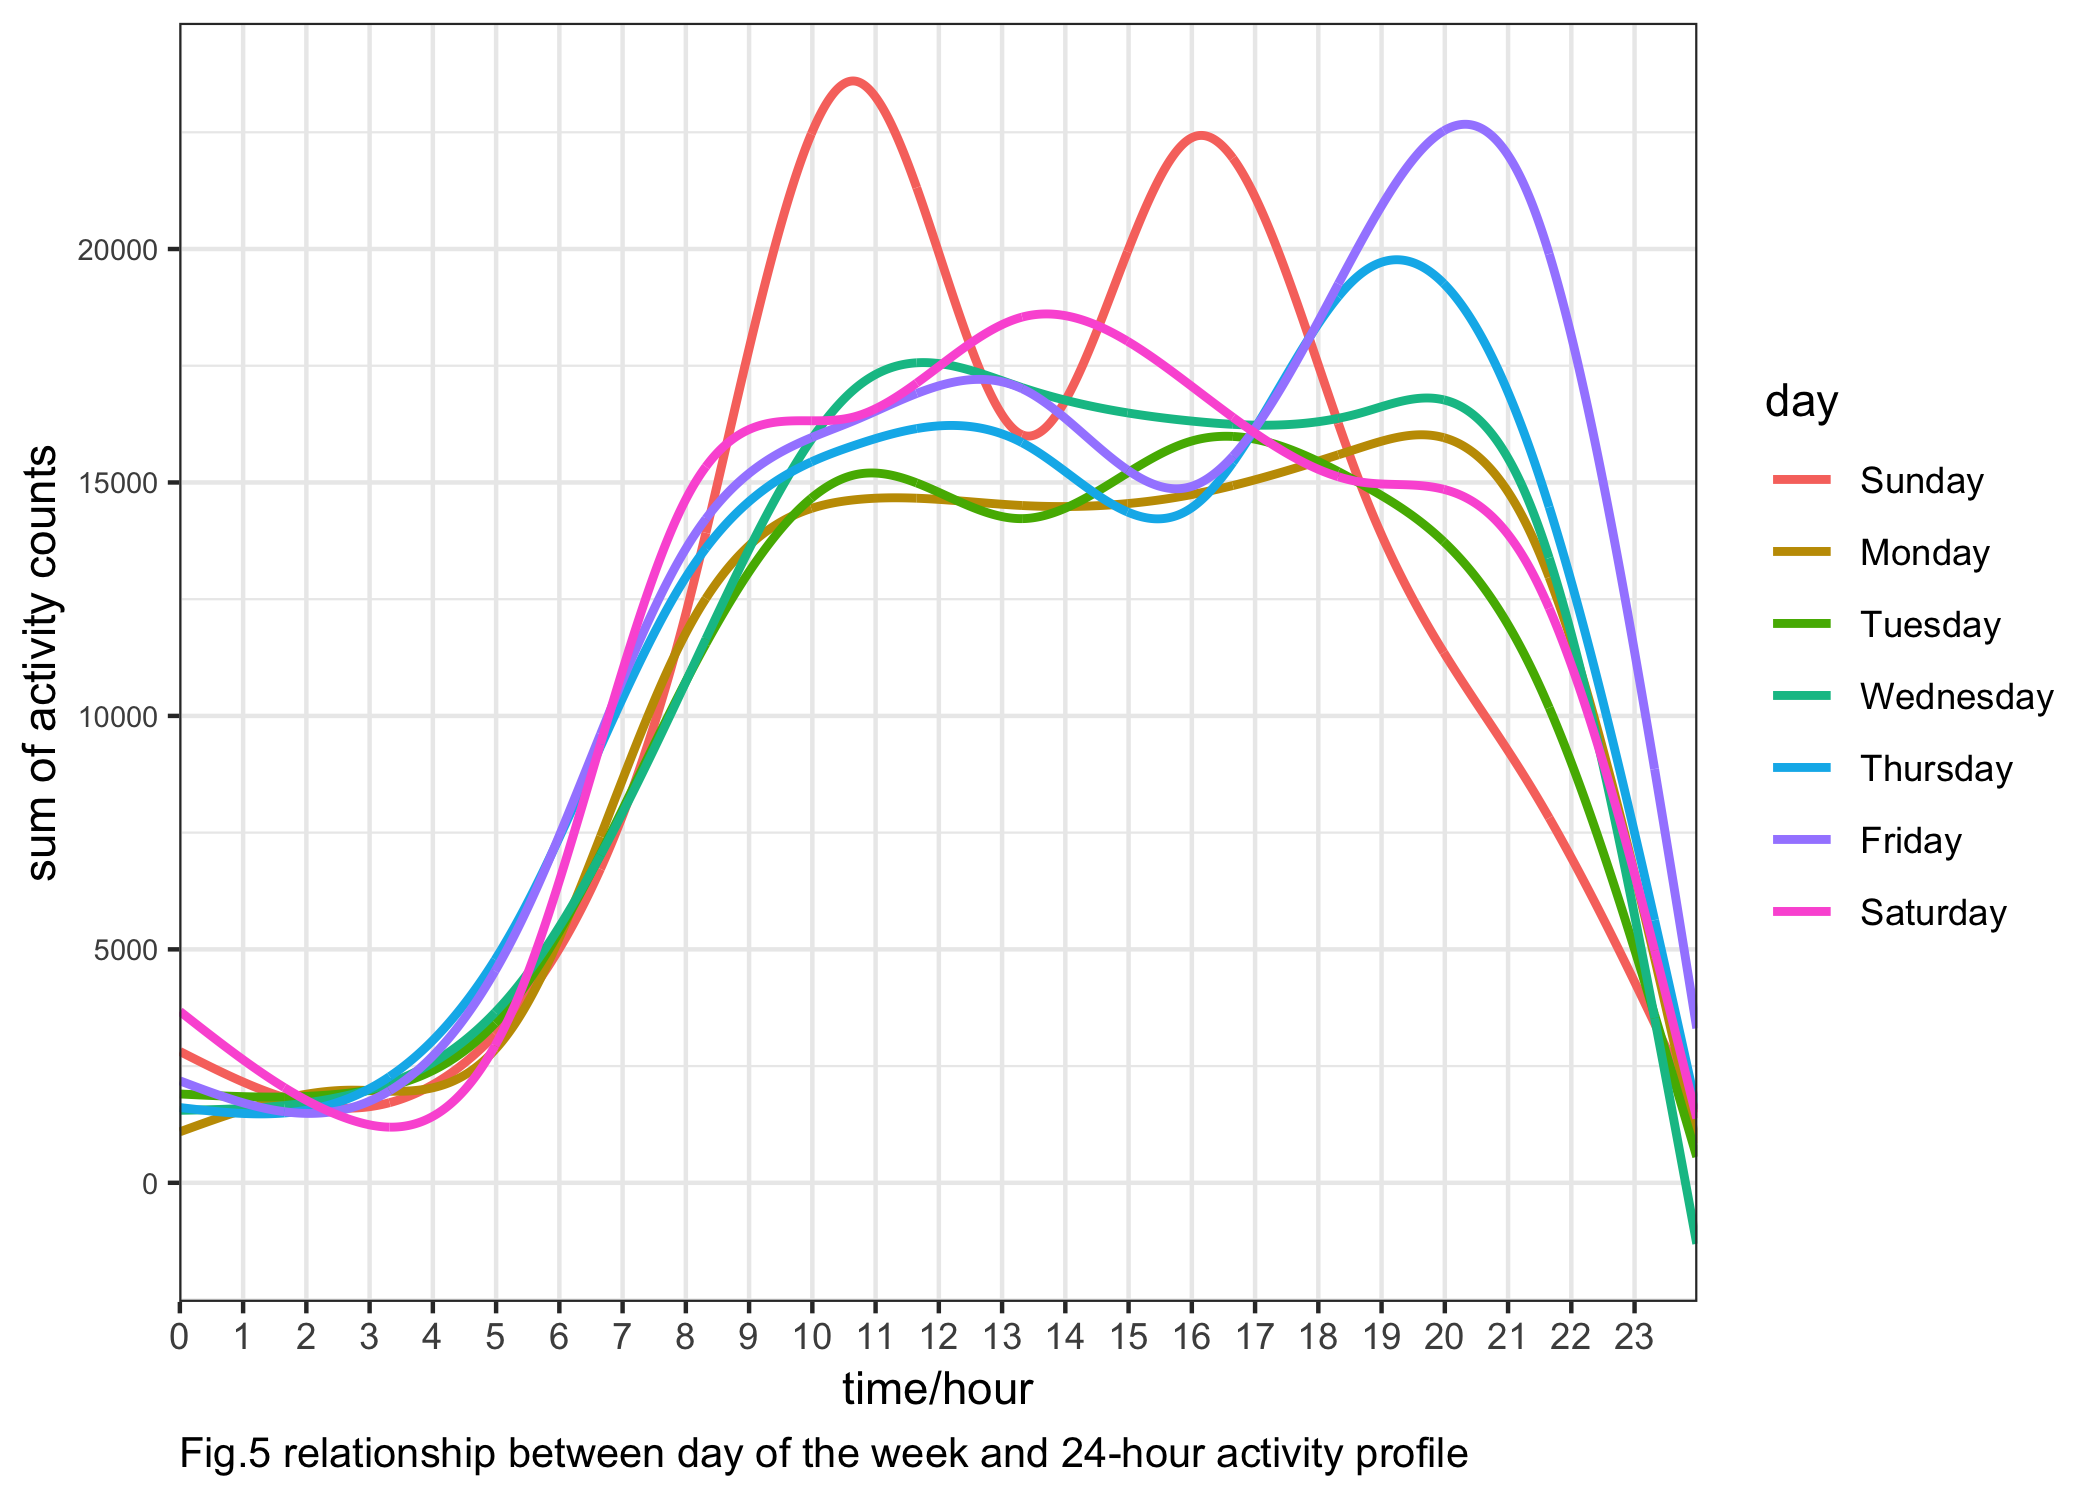 20000
15000
10000
5000
0
sum of activity counts
0 1 2 3 4 5 6 7 8 9 10 11 12 13 14 15 16 17 18 19 20 21 22 23
time/hour
day
Sunday
Monday
Tuesday
Wednesday
Thursday
Friday
Saturday
Fig.5 relationship between day of the week and 24-hour activity profile